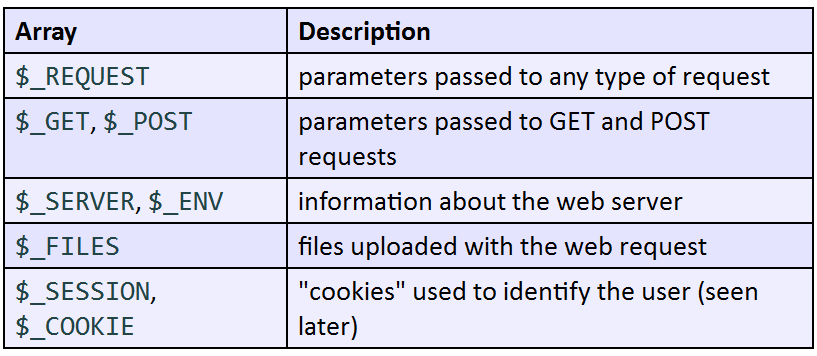 Array Description
$_REQUEST parameters passed to any type of request
$_GET, $_POST parameters passed to GET and POST
requests
$_SERVER, $_ENV information about the web server
$_FILES files uploaded with the web request
$_SESSION, "cookies" used to identify the user (seen
$_COOKIE later)